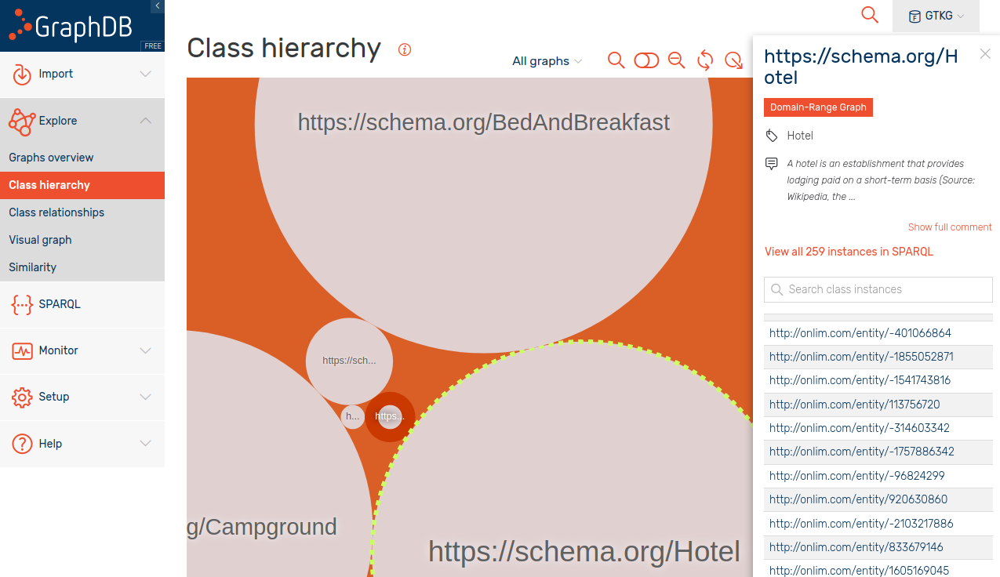 GraphDB
FREE
Import
Explore
Graphs overview
Class hierarchy
Class relationships
Visual graph
Similarity
SPARQL
Monitor
Setup
Help
GTKG
Class hierarchy
All graphs
https://schema.org/BedAndBreakfast
https://sch...
h...
https...
g/Campground
https://schema.org/Hotel
https://schema.org/H
otel
Domain-Range Graph
Hotel
A hotel is an establishment that provides
lodging paid on a short-term basis (Source:
Wikipedia, the ...
Show full comment
View all 259 instances in SPARQL
Search class instances
http://onlim.com/entity/-401066864
http://onlim.com/entity/-1855052871
http://onlim.com/entity/-1541743816
http://onlim.com/entity/113756720
http://onlim.com/entity/-314603342
http://onlim.com/entity/-1757886342
http://onlim.com/entity/-96824299
http://onlim.com/entity/920630860
http://onlim.com/entity/-2103217886
http://onlim.com/entity/833679146
http://onlim.com/entity/1605169045